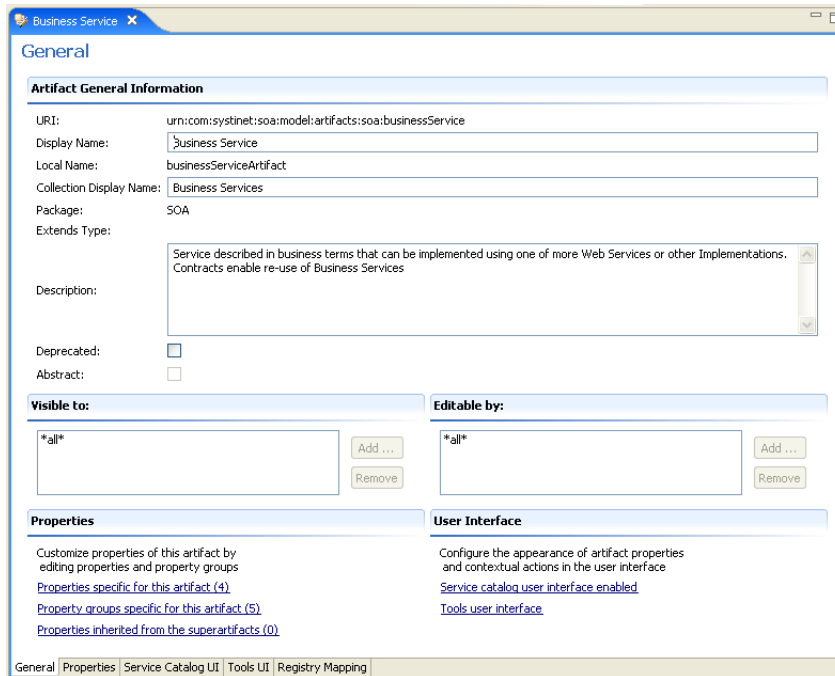 Business Service
General
Artifact General Information
URI: urn:com:systinet:soa:model:artifacts:soa:businessService
Display Name: Business Service
Local Name: businessServiceArtifact
Collection Display Name: Business Services
Package: SOA
Extends Type:
Service described in business terms that can be implemented using one of more Web Services or other Implementations.
Contracts enable re-use of Business Services
Description:
Deprecated:
Abstract:
Visible to:
*all*
Add ...
Remove
Editable by:
*all*
Add ...
Remove
Properties
Customize properties of this artifact by
editing properties and property groups
Properties specific for this artifact (4)
Property groups specific for this artifact (5)
Properties inherited from the superartifacts (0)
User Interface
Configure the appearance of artifact properties
and contextual actions in the user interface
Service catalog user interface enabled
Tools user interface
General Properties Service Catalog UI Tools UI Registry Mapping